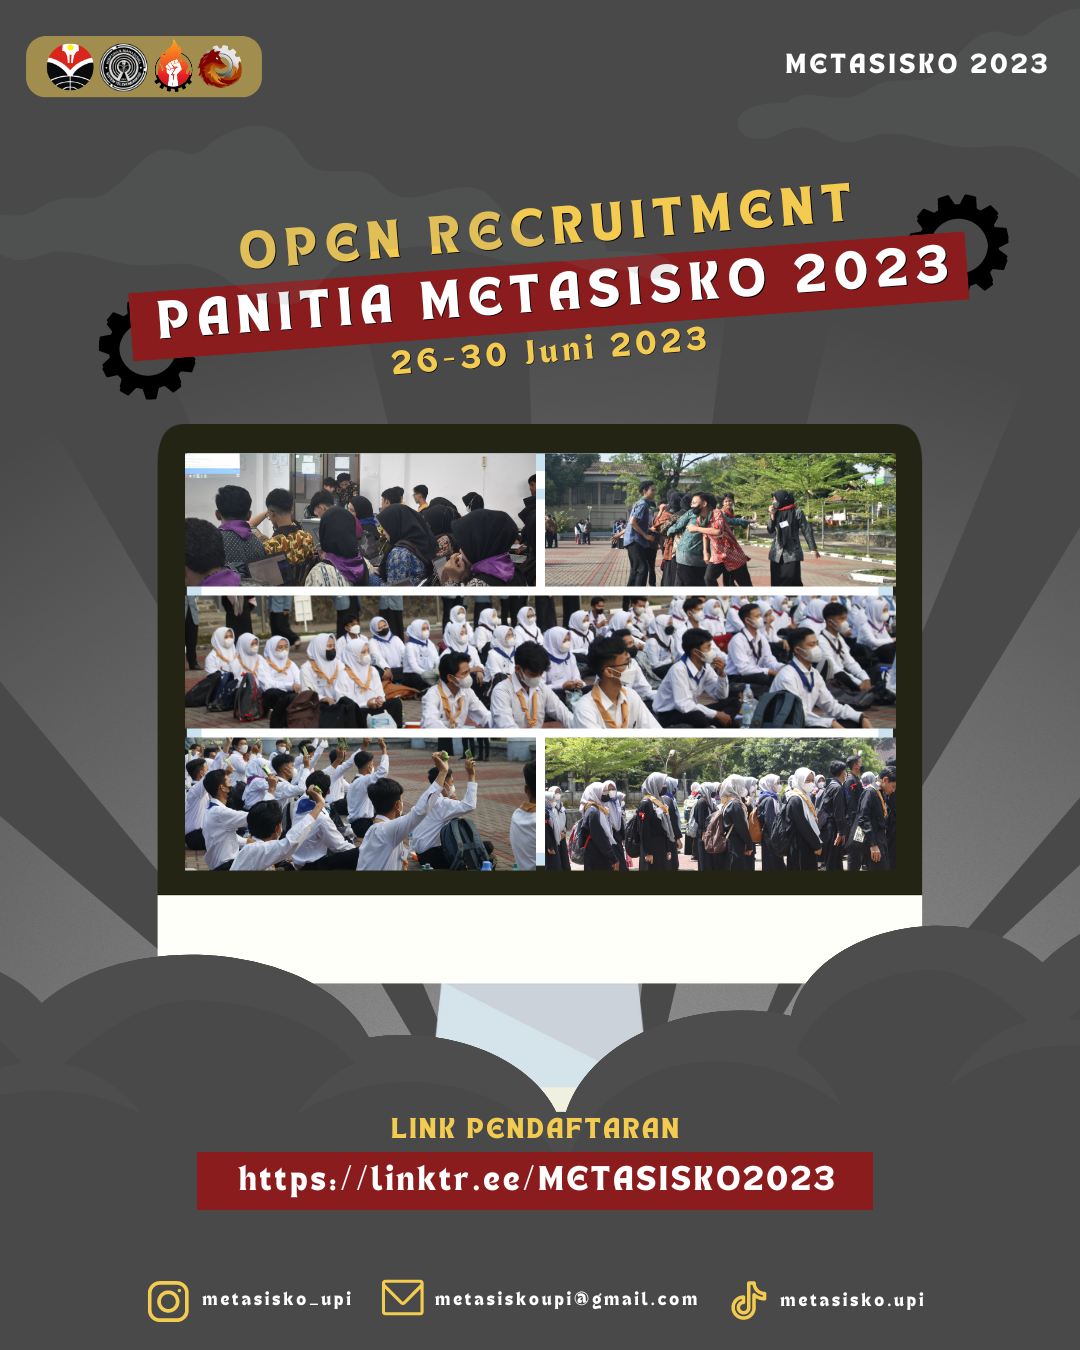 METASISKO 2023
OPEN RECRUITMENT
PANITIA METASISKO 2023
26-30 Juni 2023
LINK PENDAFTARAN
https://linktr.ee/METASISKO2023
metasisko_upi
metasiskoupi@gmail.com
metasisko.upi